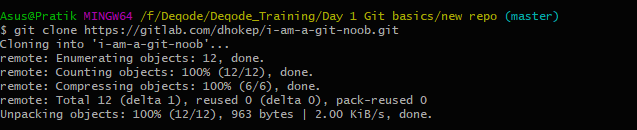 Asus@Pratik MINGW64 /f/Deqode/Deqode_Training/Day 1 Git basics/new repo (master)
$ git clone https://gitlab.com/dhokep/i-am-a-git-noob.git
Cloning into 'i-am-a-git-noob'...
remote: Enumerating objects: 12, done.
remote: Counting objects: 100% (12/12), done.
remote: Compressing objects: 100% (6/6), done.
remote: Total 12 (delta 1), reused 0 (delta 0), pack-reused 0
Unpacking objects: 100% (12/12), 963 bytes | 2.00 KiB/s, done.